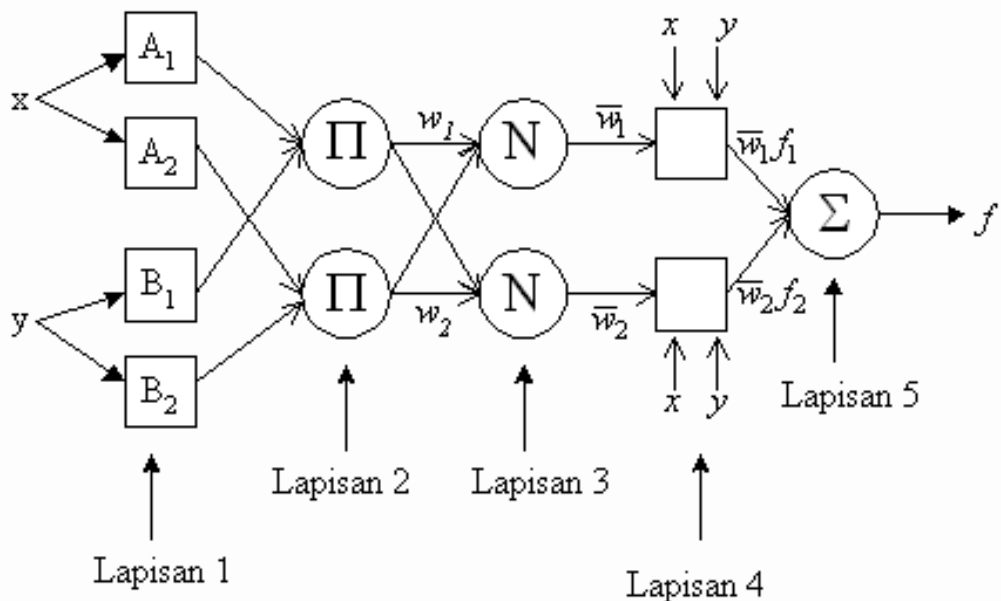 x y
A₁
x
A₂
Π w₁ N w̅₁
w̅₁f₁
Σ f
B₁
y
B₂
Π w₂ N w̅₂
w̅₂f₂
x y
Lapisan 1
Lapisan 2
Lapisan 3
Lapisan 4
Lapisan 5